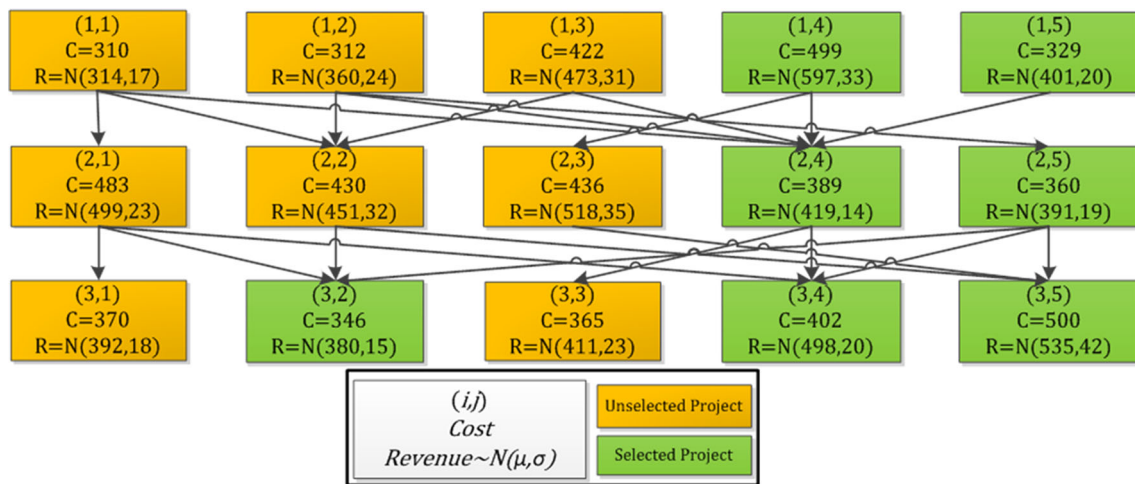 (1,1)
C=310
R=N(314,17)
(1,2)
C=312
R=N(360,24)
(1,3)
C=422
R=N(473,31)
(1,4)
C=499
R=N(597,33)
(1,5)
C=329
R=N(401,20)
(2,1)
C=483
R=N(499,23)
(2,2)
C=430
R=N(451,32)
(2,3)
C=436
R=N(518,35)
(2,4)
C=389
R=N(419,14)
(2,5)
C=360
R=N(391,19)
(3,1)
C=370
R=N(392,18)
(3,2)
C=346
R=N(380,15)
(3,3)
C=365
R=N(411,23)
(3,4)
C=402
R=N(498,20)
(3,5)
C=500
R=N(535,42)
(i,j)
Cost
Revenue~N(μ,σ)
Unselected Project
Selected Project